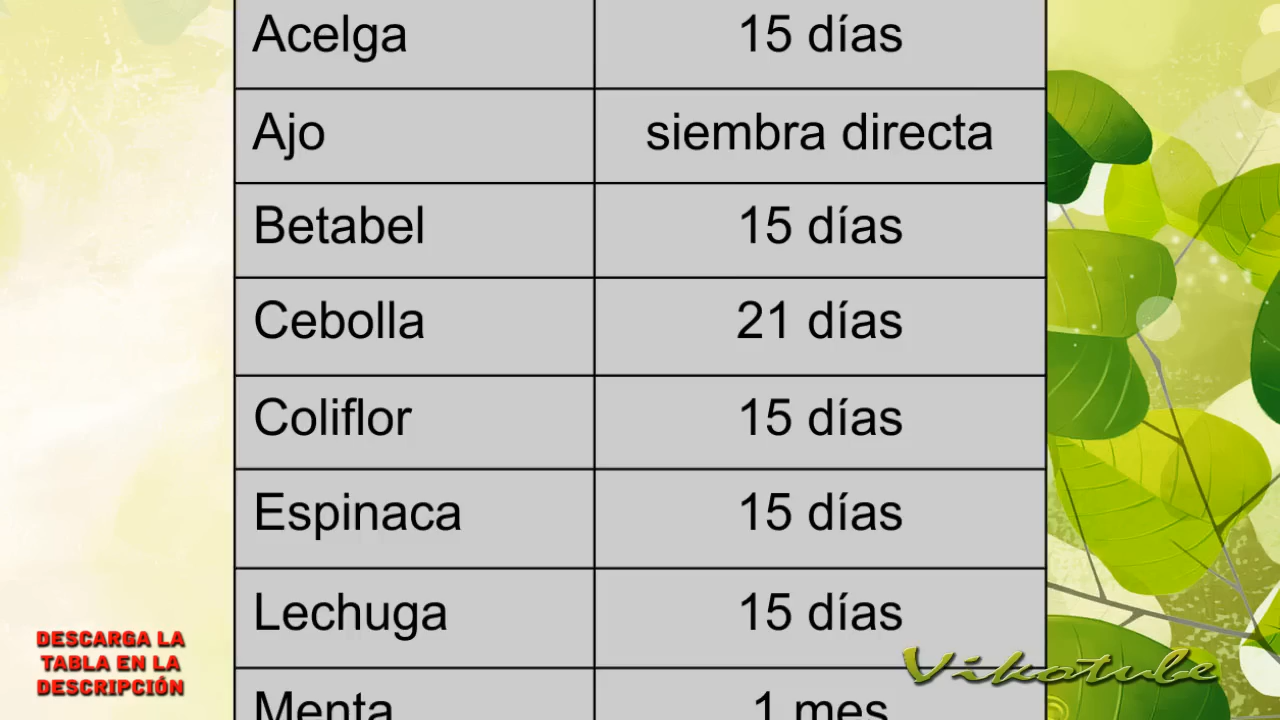 Acelga 15 días
Ajo siembra directa
Betabel 15 días
Cebolla 21 días
Coliflor 15 días
Espinaca 15 días
Lechuga 15 días
Menta 1 mes
DESCARGA LA
TABLA EN LA
DESCRIPCIÓN
Vikotube